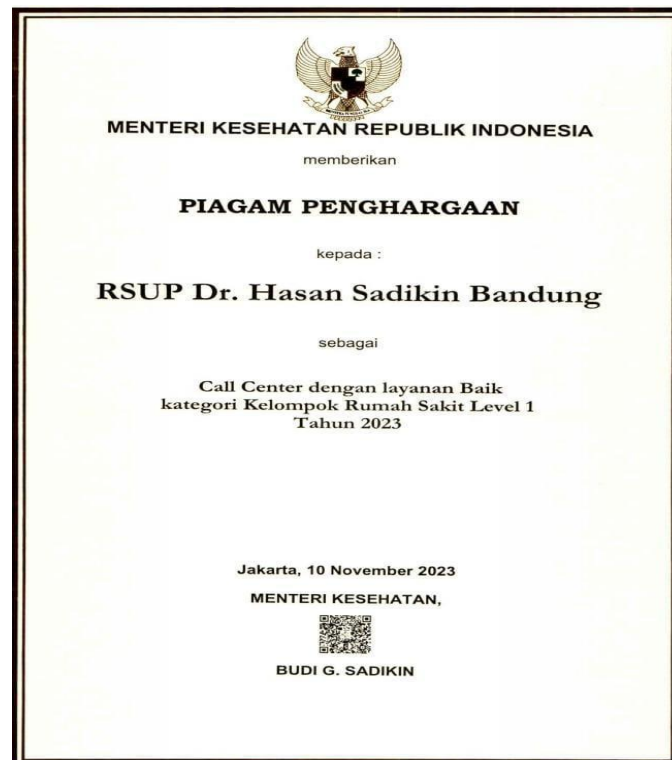 MENTERI KESEHATAN REPUBLIK INDONESIA
memberikan
PIAGAM PENGHARGAAN
kepada :
RSUP Dr. Hasan Sadikin Bandung
sebagai
Call Center dengan layanan Baik
kategori Kelompok Rumah Sakit Level 1
Tahun 2023
Jakarta, 10 November 2023
MENTERI KESEHATAN,
BUDI G. SADIKIN